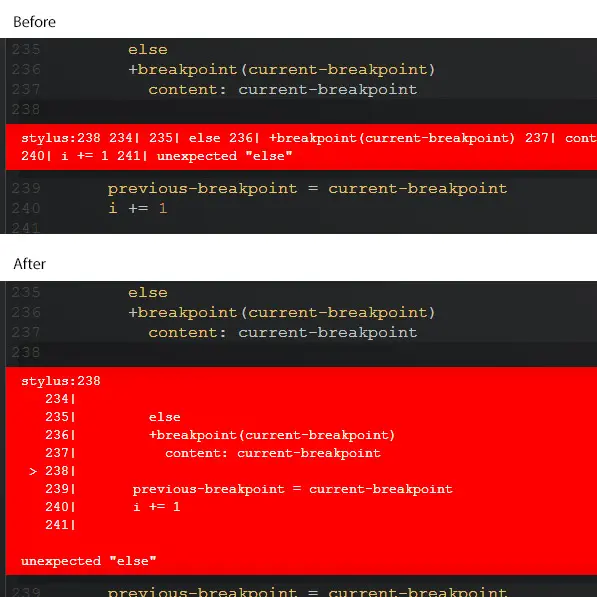 Before
235 else
236 +breakpoint(current-breakpoint)
237 content: current-breakpoint
238
stylus:238 234| 235| else 236| +breakpoint(current-breakpoint) 237| cont
240| i += 1 241| unexpected "else"
239 previous-breakpoint = current-breakpoint
240 i += 1
241
After
235 else
236 +breakpoint(current-breakpoint)
237 content: current-breakpoint
238
stylus:238
234|
235| else
236| +breakpoint(current-breakpoint)
237| content: current-breakpoint
> 238|
239| previous-breakpoint = current-breakpoint
240| i += 1
241|
unexpected "else"
239 previous-breakpoint = current-breakpoint